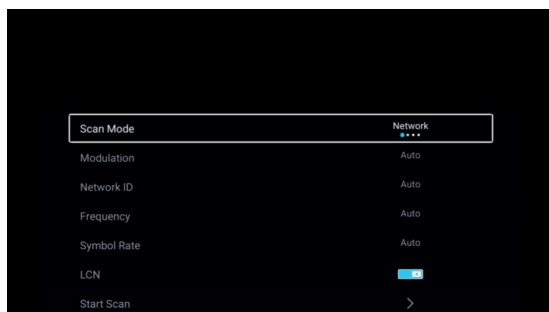 Scan Mode Network
Modulation Auto
Network ID Auto
Frequency Auto
Symbol Rate Auto
LCN
Start Scan